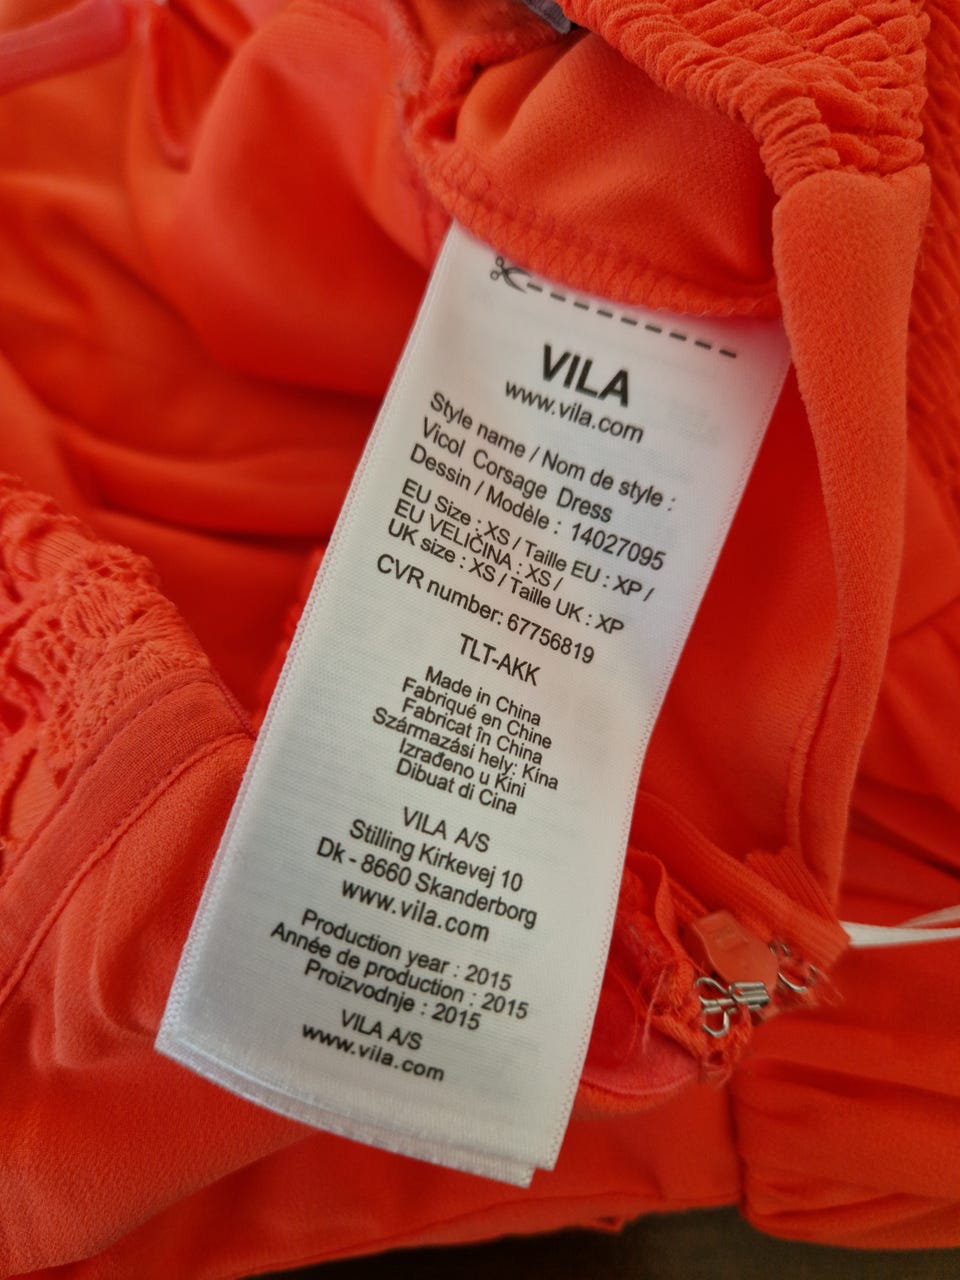 VILA
www.vila.com
Style name / Nom de style :
Vicol Corsage Dress
Dessin / Modèle : 14027095
EU Size : XS / Taille EU : XP /
EU VELIČINA : XS /
UK size : XS / Taille UK : XP
CVR number: 67756819
TLT-AKK
Made in China
Fabriqué en Chine
Fabricat în China
Származási hely: Kína
Izrađeno u Kini
Dibuat di Cina
VILA A/S
Stilling Kirkevej 10
Dk - 8660 Skanderborg
www.vila.com
Production year : 2015
Année de production : 2015
Proizvodnje : 2015
VILA A/S
www.vila.com